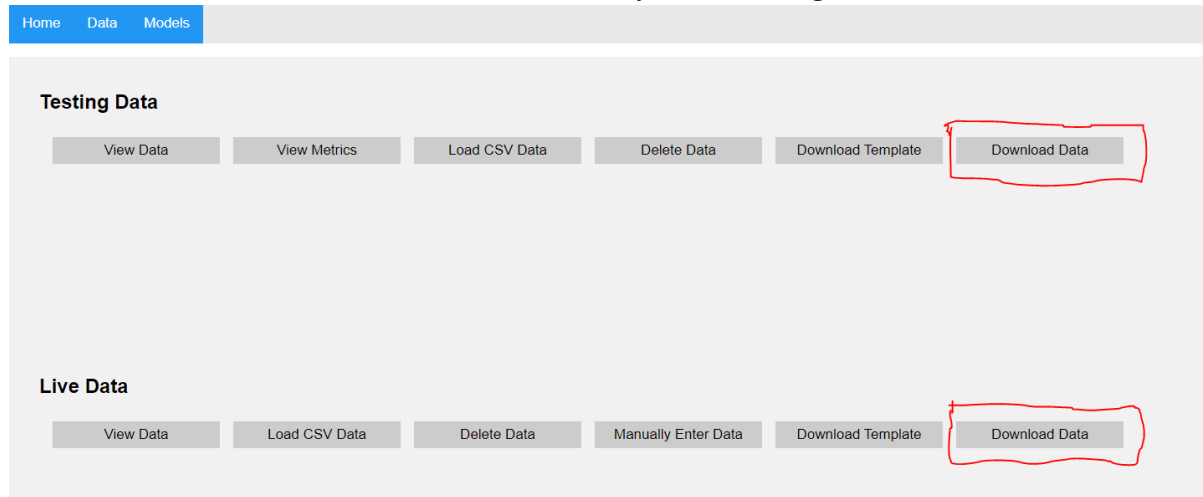 Home Data Models
Testing Data
View Data View Metrics Load CSV Data Delete Data Download Template Download Data
Live Data
View Data Load CSV Data Delete Data Manually Enter Data Download Template Download Data